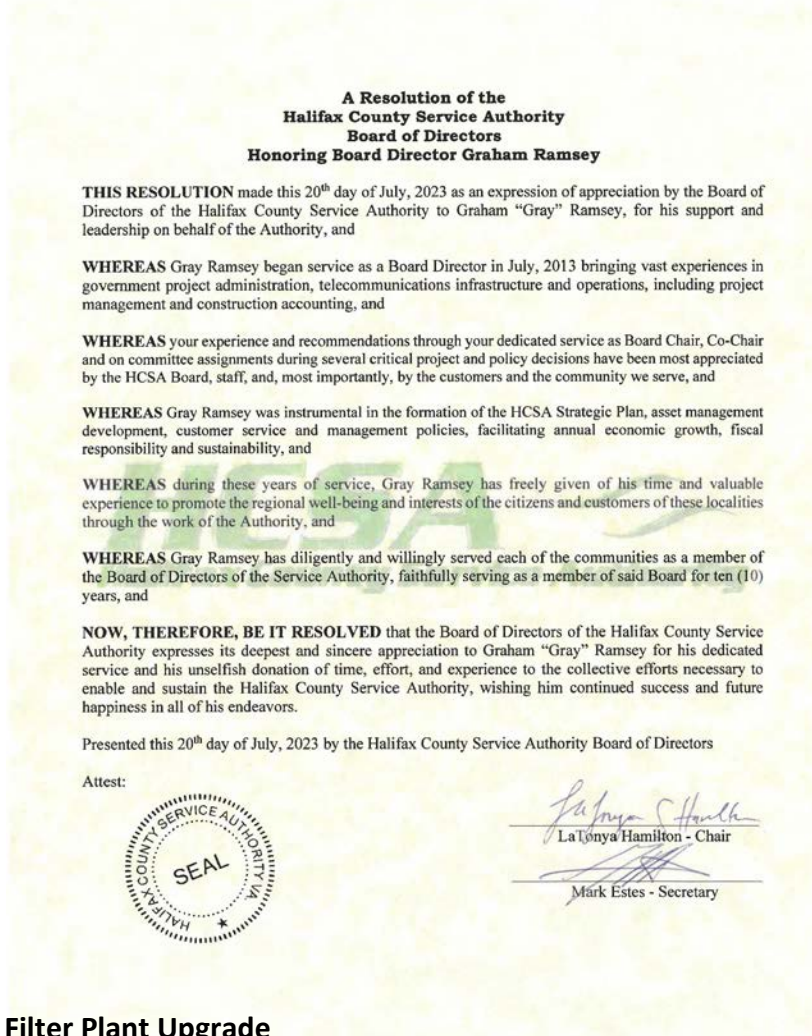 A Resolution of the
Halifax County Service Authority
Board of Directors
Honoring Board Director Graham Ramsey
THIS RESOLUTION made this 20th day of July, 2023 as an expression of appreciation by the Board of
Directors of the Halifax County Service Authority to Graham “Gray” Ramsey, for his support and
leadership on behalf of the Authority, and
WHEREAS Gray Ramsey began service as a Board Director in July, 2013 bringing vast experiences in
government project administration, telecommunications infrastructure and operations, including project
management and construction accounting, and
WHEREAS your experience and recommendations through your dedicated service as Board Chair, Co-Chair
and on committee assignments during several critical project and policy decisions have been most appreciated
by the HCSA Board, staff, and, most importantly, by the customers and the community we serve, and
WHEREAS Gray Ramsey was instrumental in the formation of the HCSA Strategic Plan, asset management
development, customer service and management policies, facilitating annual economic growth, fiscal
responsibility and sustainability, and
HCSA
WHEREAS during these years of service, Gray Ramsey has freely given of his time and valuable
experience to promote the regional well-being and interests of the citizens and customers of these localities
through the work of the Authority, and
WHEREAS Gray Ramsey has diligently and willingly served each of the communities as a member of
the Board of Directors of the Service Authority, faithfully serving as a member of said Board for ten (10)
years, and
NOW, THEREFORE, BE IT RESOLVED that the Board of Directors of the Halifax County Service
Authority expresses its deepest and sincere appreciation to Graham “Gray” Ramsey for his dedicated
service and his unselfish donation of time, effort, and experience to the collective efforts necessary to
enable and sustain the Halifax County Service Authority, wishing him continued success and future
happiness in all of his endeavors.
Presented this 20th day of July, 2023 by the Halifax County Service Authority Board of Directors
Attest:
HALIFAX COUNTY SERVICE AUTHORITY VA.
SEAL
LaTonya Hamilton - Chair
Mark Estes - Secretary
Filter Plant Upgrade